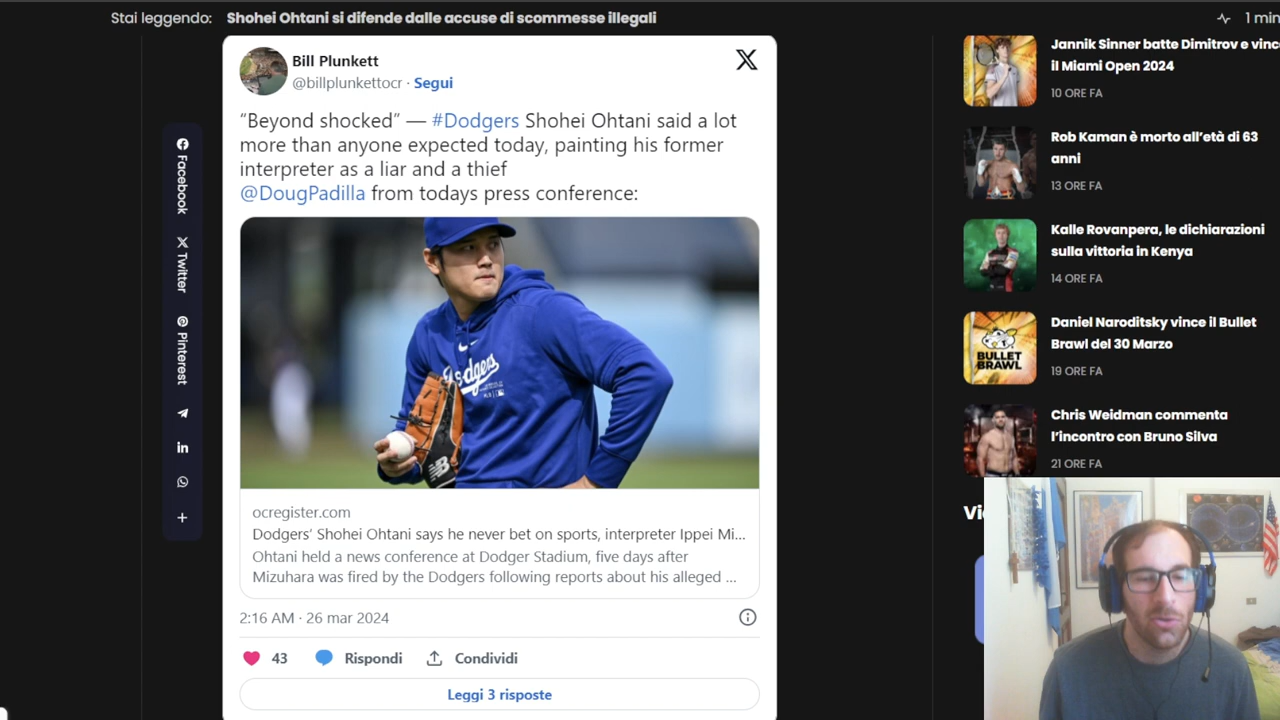 Stai leggendo: Shohei Ohtani si difende dalle accuse di scommesse illegali
1 min
Facebook
Twitter
Pinterest
Bill Plunkett
@billplunkettocr · Segui
“Beyond shocked” — #Dodgers Shohei Ohtani said a lot
more than anyone expected today, painting his former
interpreter as a liar and a thief
@DougPadilla from todays press conference:
Dodgers
ocregister.com
Dodgers’ Shohei Ohtani says he never bet on sports, interpreter Ippei Mi...
Ohtani held a news conference at Dodger Stadium, five days after
Mizuhara was fired by the Dodgers following reports about his alleged ...
2:16 AM · 26 mar 2024
43 Rispondi Condividi
Leggi 3 risposte
Jannik Sinner batte Dimitrov e vince
il Miami Open 2024
10 ORE FA
Rob Kaman è morto all’età di 63
anni
13 ORE FA
Kalle Rovanpera, le dichiarazioni
sulla vittoria in Kenya
14 ORE FA
BULLET
BRAWL
Daniel Naroditsky vince il Bullet
Brawl del 30 Marzo
19 ORE FA
Chris Weidman commenta
l’incontro con Bruno Silva
21 ORE FA